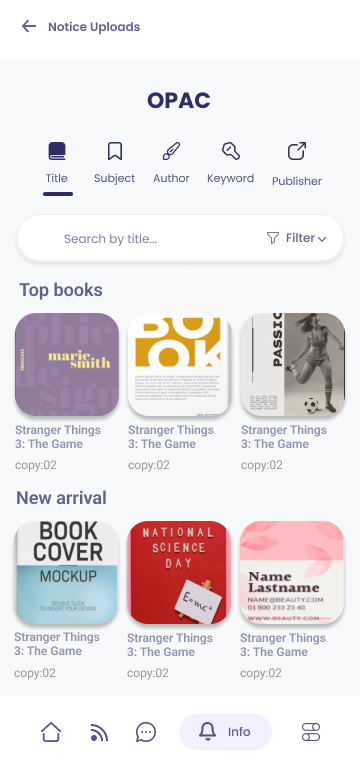 Notice Uploads
OPAC
Title Subject Author Keyword Publisher
Search by title... Filter
Top books
marie
smith
BO
OK
PASSIO
Stranger Things
3: The Game
copy:02
Stranger Things
3: The Game
copy:02
Stranger Things
3: The Game
copy:02
New arrival
BOOK
COVER
MOCKUP
DOUBLE CLICK
TO INSERT YOUR DESIGN
NATIONAL
SCIENCE
DAY
E=mc²
Name
Lastname
NAME@BEAUTY.COM
01 800 233 23 40
WWW.BEAUTY.COM
Stranger Things
3: The Game
copy:02
Stranger Things
3: The Game
copy:02
Stranger Things
3: The Game
copy:02
Info